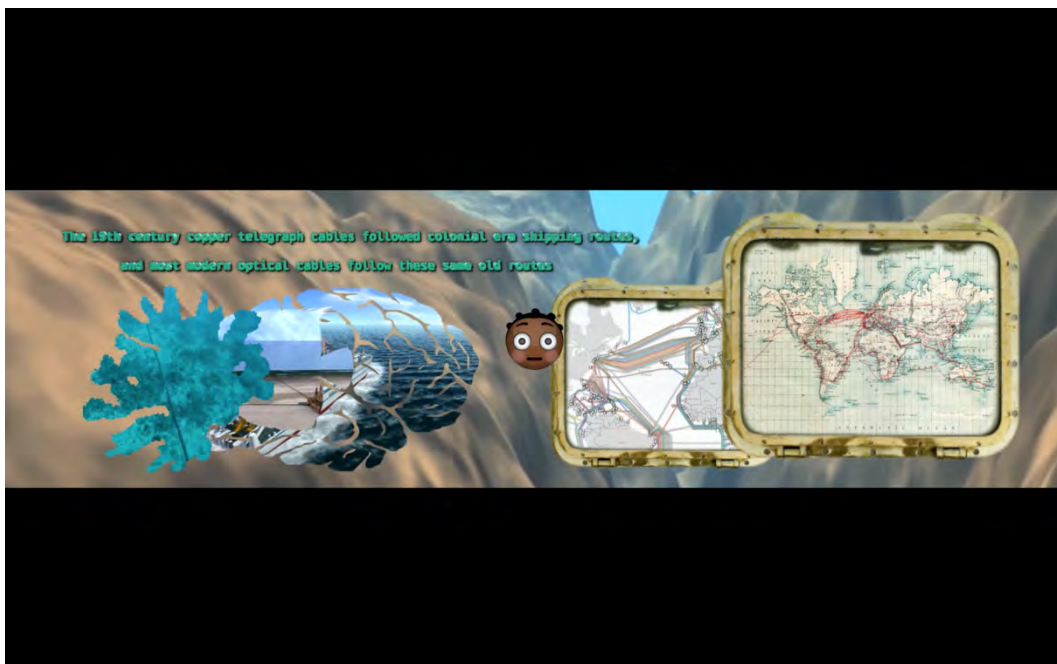 The 19th century copper telegraph cables followed colonial era shipping routes,
and most modern optical cables follow these same old routes